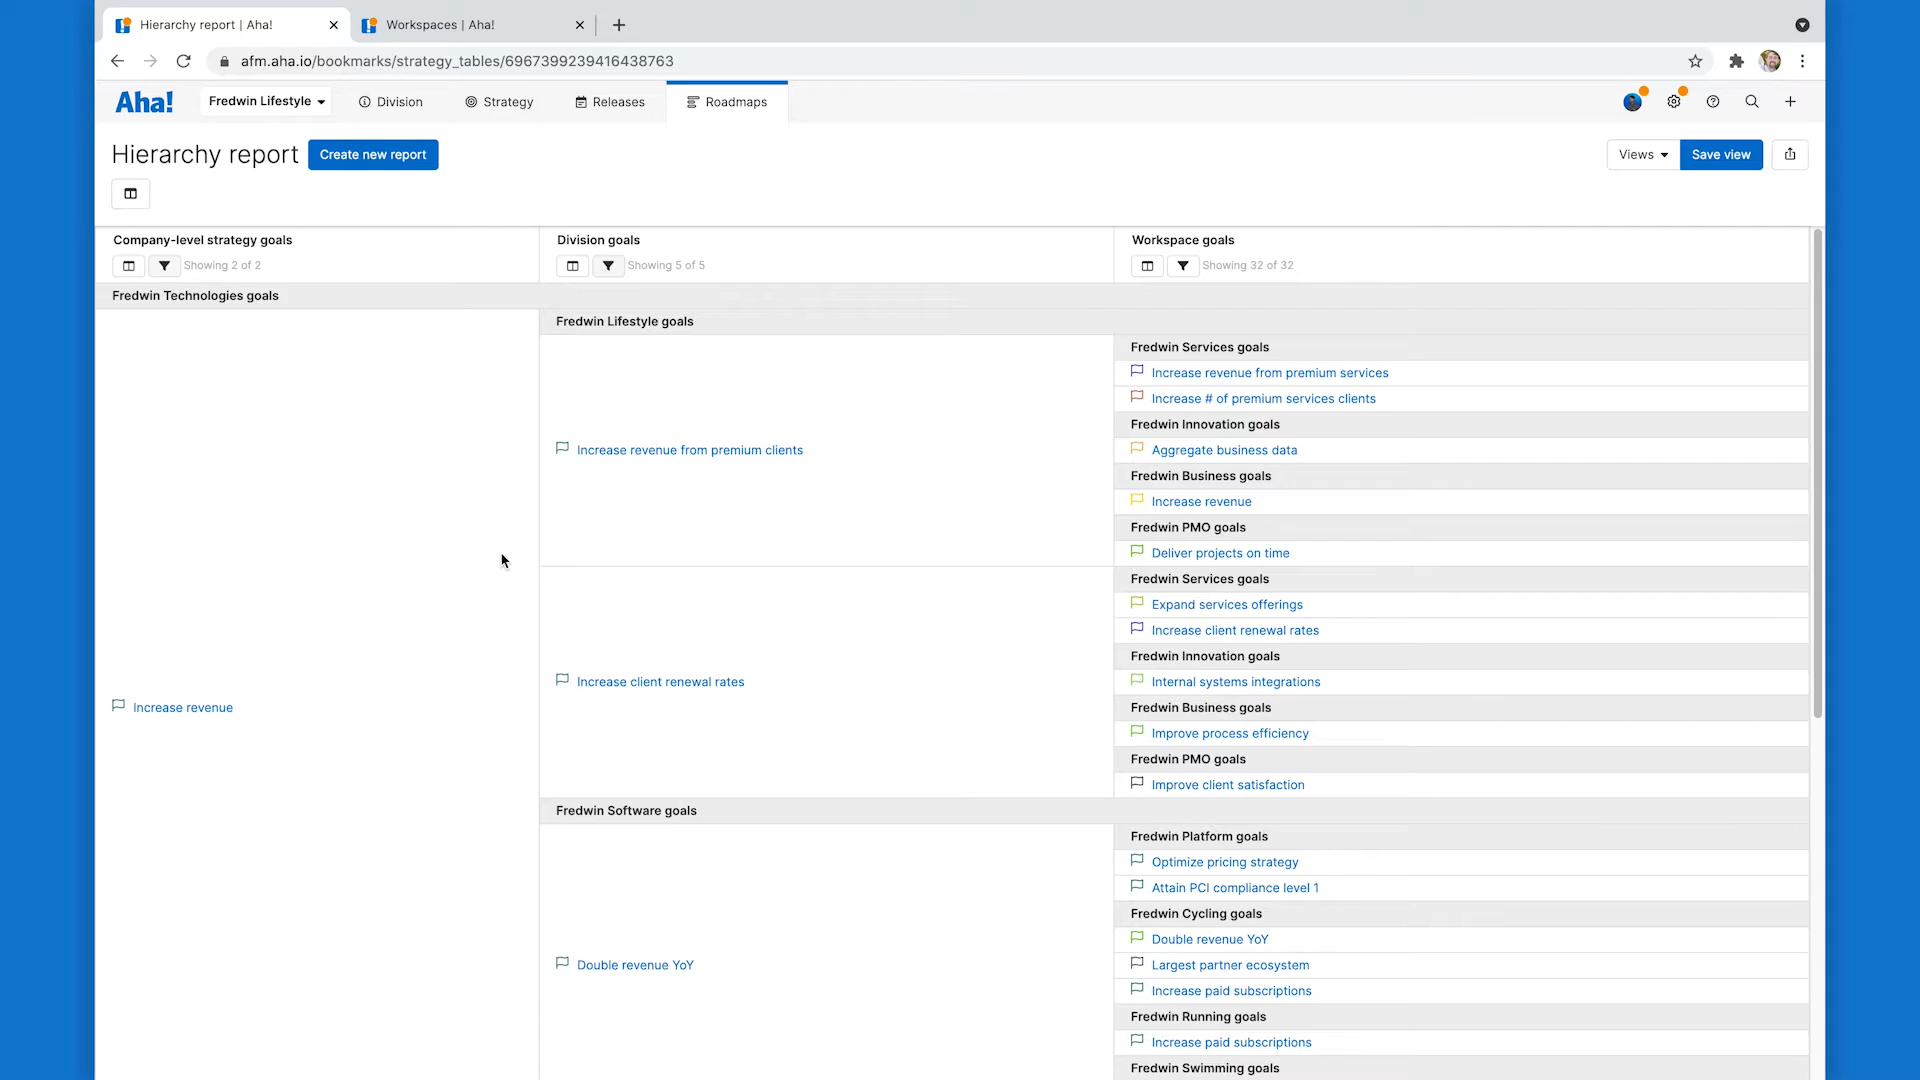 Hierarchy report | Aha!
Workspaces | Aha!
afm.aha.io/bookmarks/strategy_tables/6967399239416438763
Aha!
Fredwin Lifestyle
Division
Strategy
Releases
Roadmaps
Hierarchy report
Create new report
Views
Save view
Company-level strategy goals
Division goals
Workspace goals
Showing 2 of 2
Showing 5 of 5
Showing 32 of 32
Fredwin Technologies goals
Fredwin Lifestyle goals
Fredwin Services goals
Increase revenue from premium services
Increase # of premium services clients
Fredwin Innovation goals
Increase revenue from premium clients
Aggregate business data
Fredwin Business goals
Increase revenue
Fredwin PMO goals
Deliver projects on time
Fredwin Services goals
Expand services offerings
Increase client renewal rates
Fredwin Innovation goals
Increase client renewal rates
Internal systems integrations
Increase revenue
Fredwin Business goals
Improve process efficiency
Fredwin PMO goals
Improve client satisfaction
Fredwin Software goals
Fredwin Platform goals
Optimize pricing strategy
Attain PCI compliance level 1
Fredwin Cycling goals
Double revenue YoY
Double revenue YoY
Largest partner ecosystem
Increase paid subscriptions
Fredwin Running goals
Increase paid subscriptions
Fredwin Swimming goals